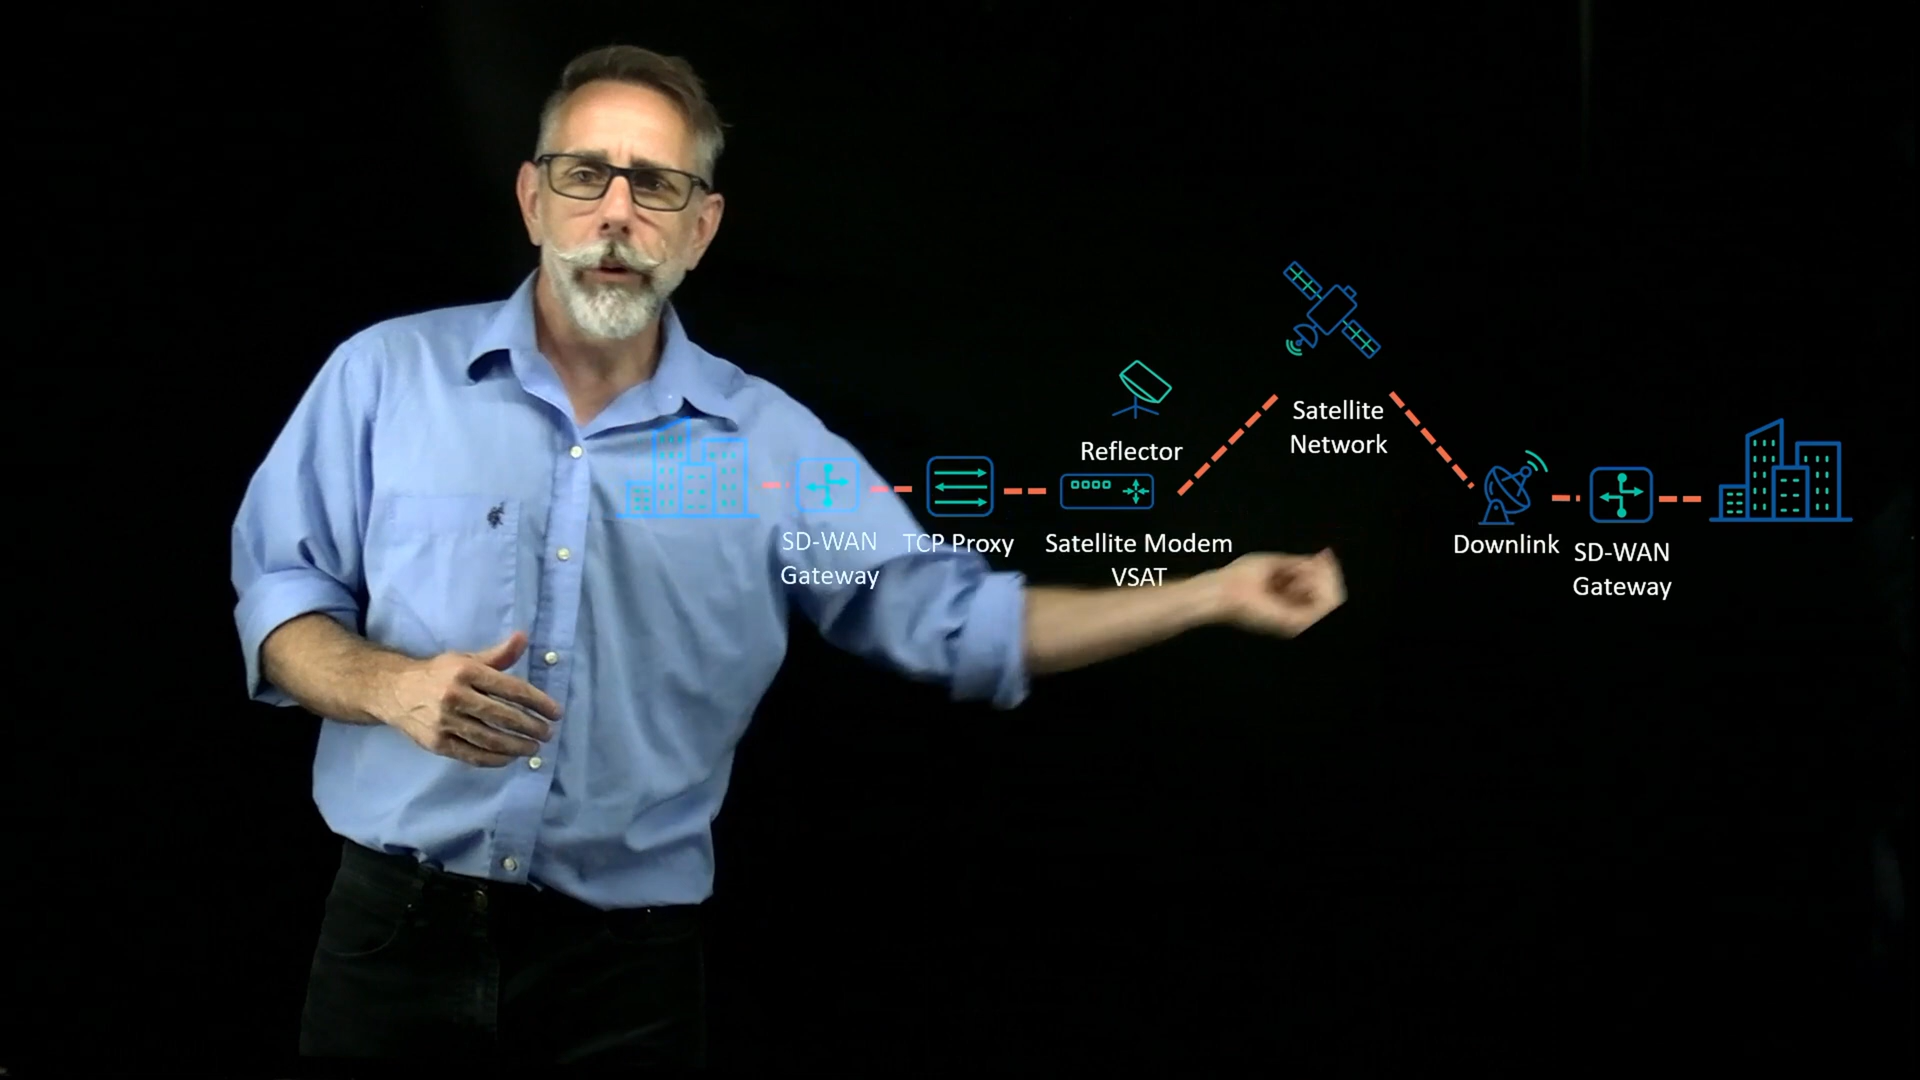 Satellite
Network
Reflector
SD-WAN
Gateway
TCP Proxy
Satellite Modem
VSAT
Downlink
SD-WAN
Gateway